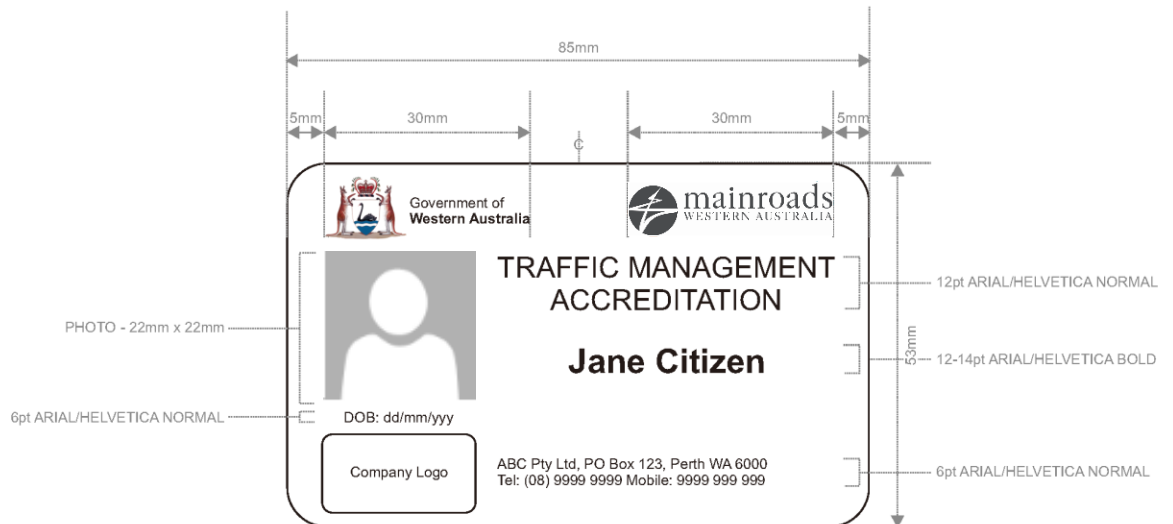 85mm
5mm
30mm
30mm
5mm
Government of
Western Australia
mainroads
WESTERN AUSTRALIA
TRAFFIC MANAGEMENT
ACCREDITATION
12pt ARIAL/HELVETICA NORMAL
PHOTO - 22mm x 22mm
53mm
Jane Citizen
12-14pt ARIAL/HELVETICA BOLD
6pt ARIAL/HELVETICA NORMAL
DOB: dd/mm/yyy
Company Logo
ABC Pty Ltd, PO Box 123, Perth WA 6000
Tel: (08) 9999 9999 Mobile: 9999 999 999
6pt ARIAL/HELVETICA NORMAL